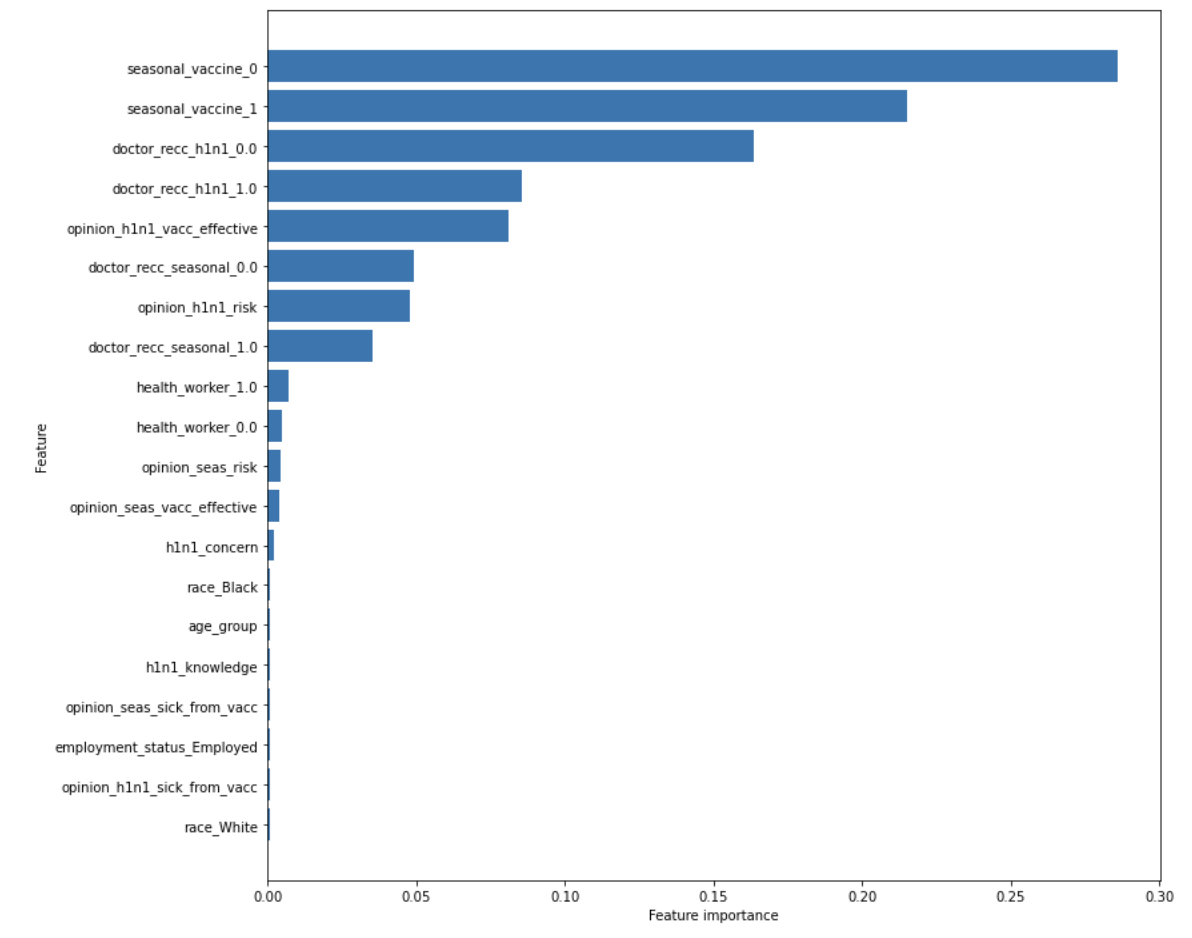 seasonal_vaccine_0
seasonal_vaccine_1
doctor_recc_h1n1_0.0
doctor_recc_h1n1_1.0
opinion_h1n1_vacc_effective
doctor_recc_seasonal_0.0
opinion_h1n1_risk
doctor_recc_seasonal_1.0
health_worker_1.0
health_worker_0.0
opinion_seas_risk
opinion_seas_vacc_effective
h1n1_concern
race_Black
age_group
h1n1_knowledge
opinion_seas_sick_from_vacc
employment_status_Employed
opinion_h1n1_sick_from_vacc
race_White
Feature
0.00 0.05 0.10 0.15 0.20 0.25 0.30
Feature importance